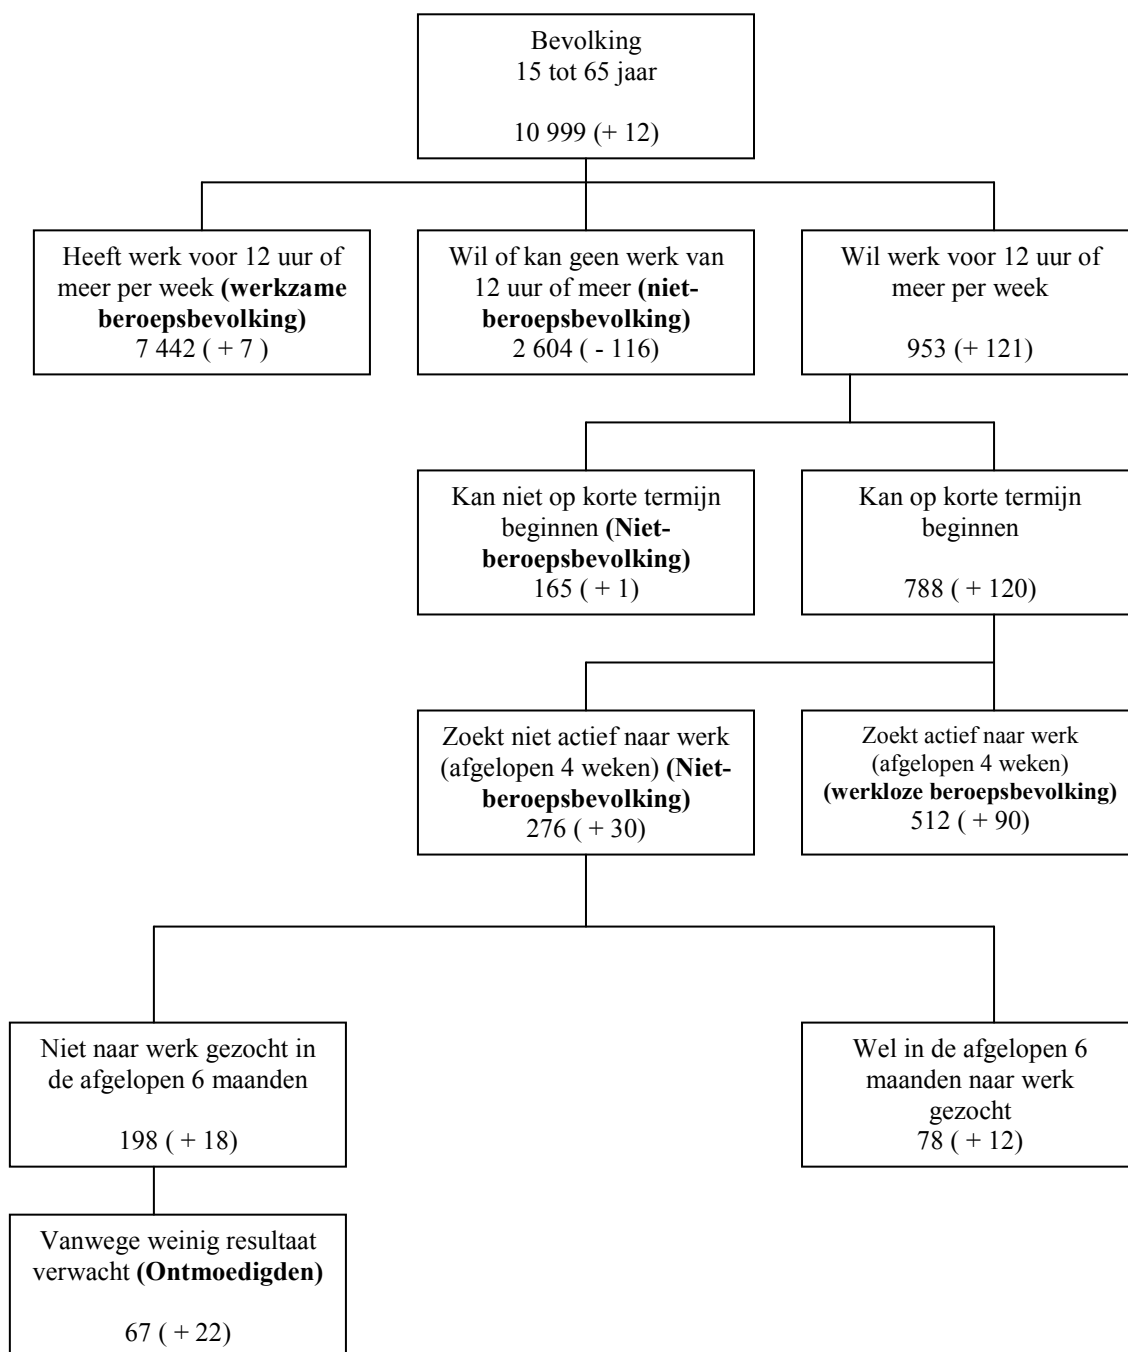 Bevolking
15 tot 65 jaar
10 999 (+ 12)
Heeft werk voor 12 uur of
meer per week (werkzame
beroepsbevolking)
7 442 ( + 7 )
Wil of kan geen werk van
12 uur of meer (niet-
beroepsbevolking)
2 604 ( - 116)
Wil werk voor 12 uur of
meer per week
953 (+ 121)
Kan niet op korte termijn
beginnen (Niet-
beroepsbevolking)
165 ( + 1)
Kan op korte termijn
beginnen
788 ( + 120)
Zoekt niet actief naar werk
(afgelopen 4 weken) (Niet-
beroepsbevolking)
276 ( + 30)
Zoekt actief naar werk
(afgelopen 4 weken)
(werkloze beroepsbevolking)
512 ( + 90)
Niet naar werk gezocht in
de afgelopen 6 maanden
198 ( + 18)
Wel in de afgelopen 6
maanden naar werk
gezocht
78 ( + 12)
Vanwege weinig resultaat
verwacht (Ontmoedigden)
67 ( + 22)